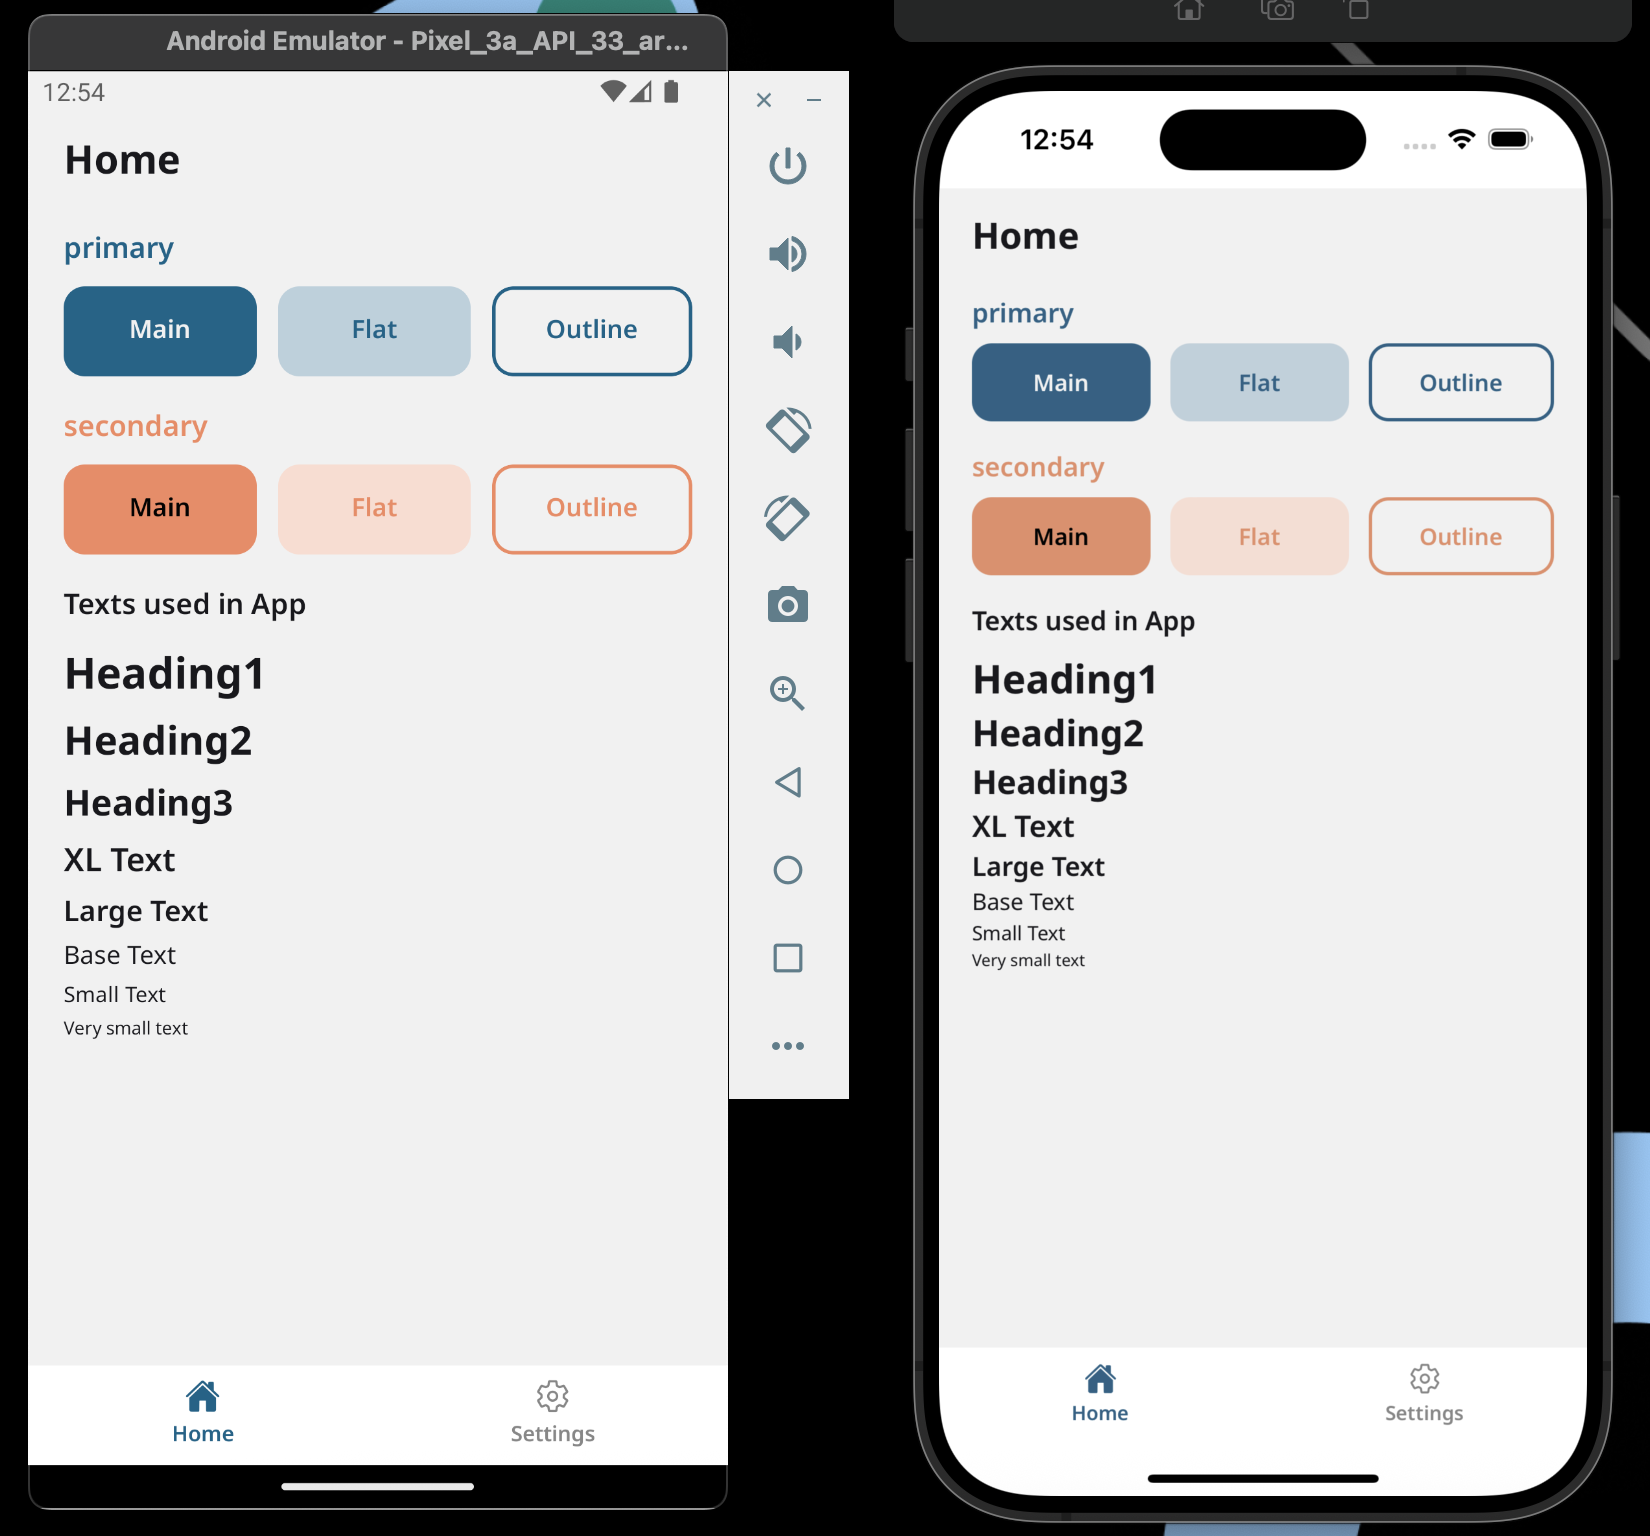 Android Emulator - Pixel_3a_API_33_ar...
12:54
Home
primary
Main Flat Outline
secondary
Main Flat Outline
Texts used in App
Heading1
Heading2
Heading3
XL Text
Large Text
Base Text
Small Text
Very small text
Home Settings
12:54
Home
primary
Main Flat Outline
secondary
Main Flat Outline
Texts used in App
Heading1
Heading2
Heading3
XL Text
Large Text
Base Text
Small Text
Very small text
Home Settings